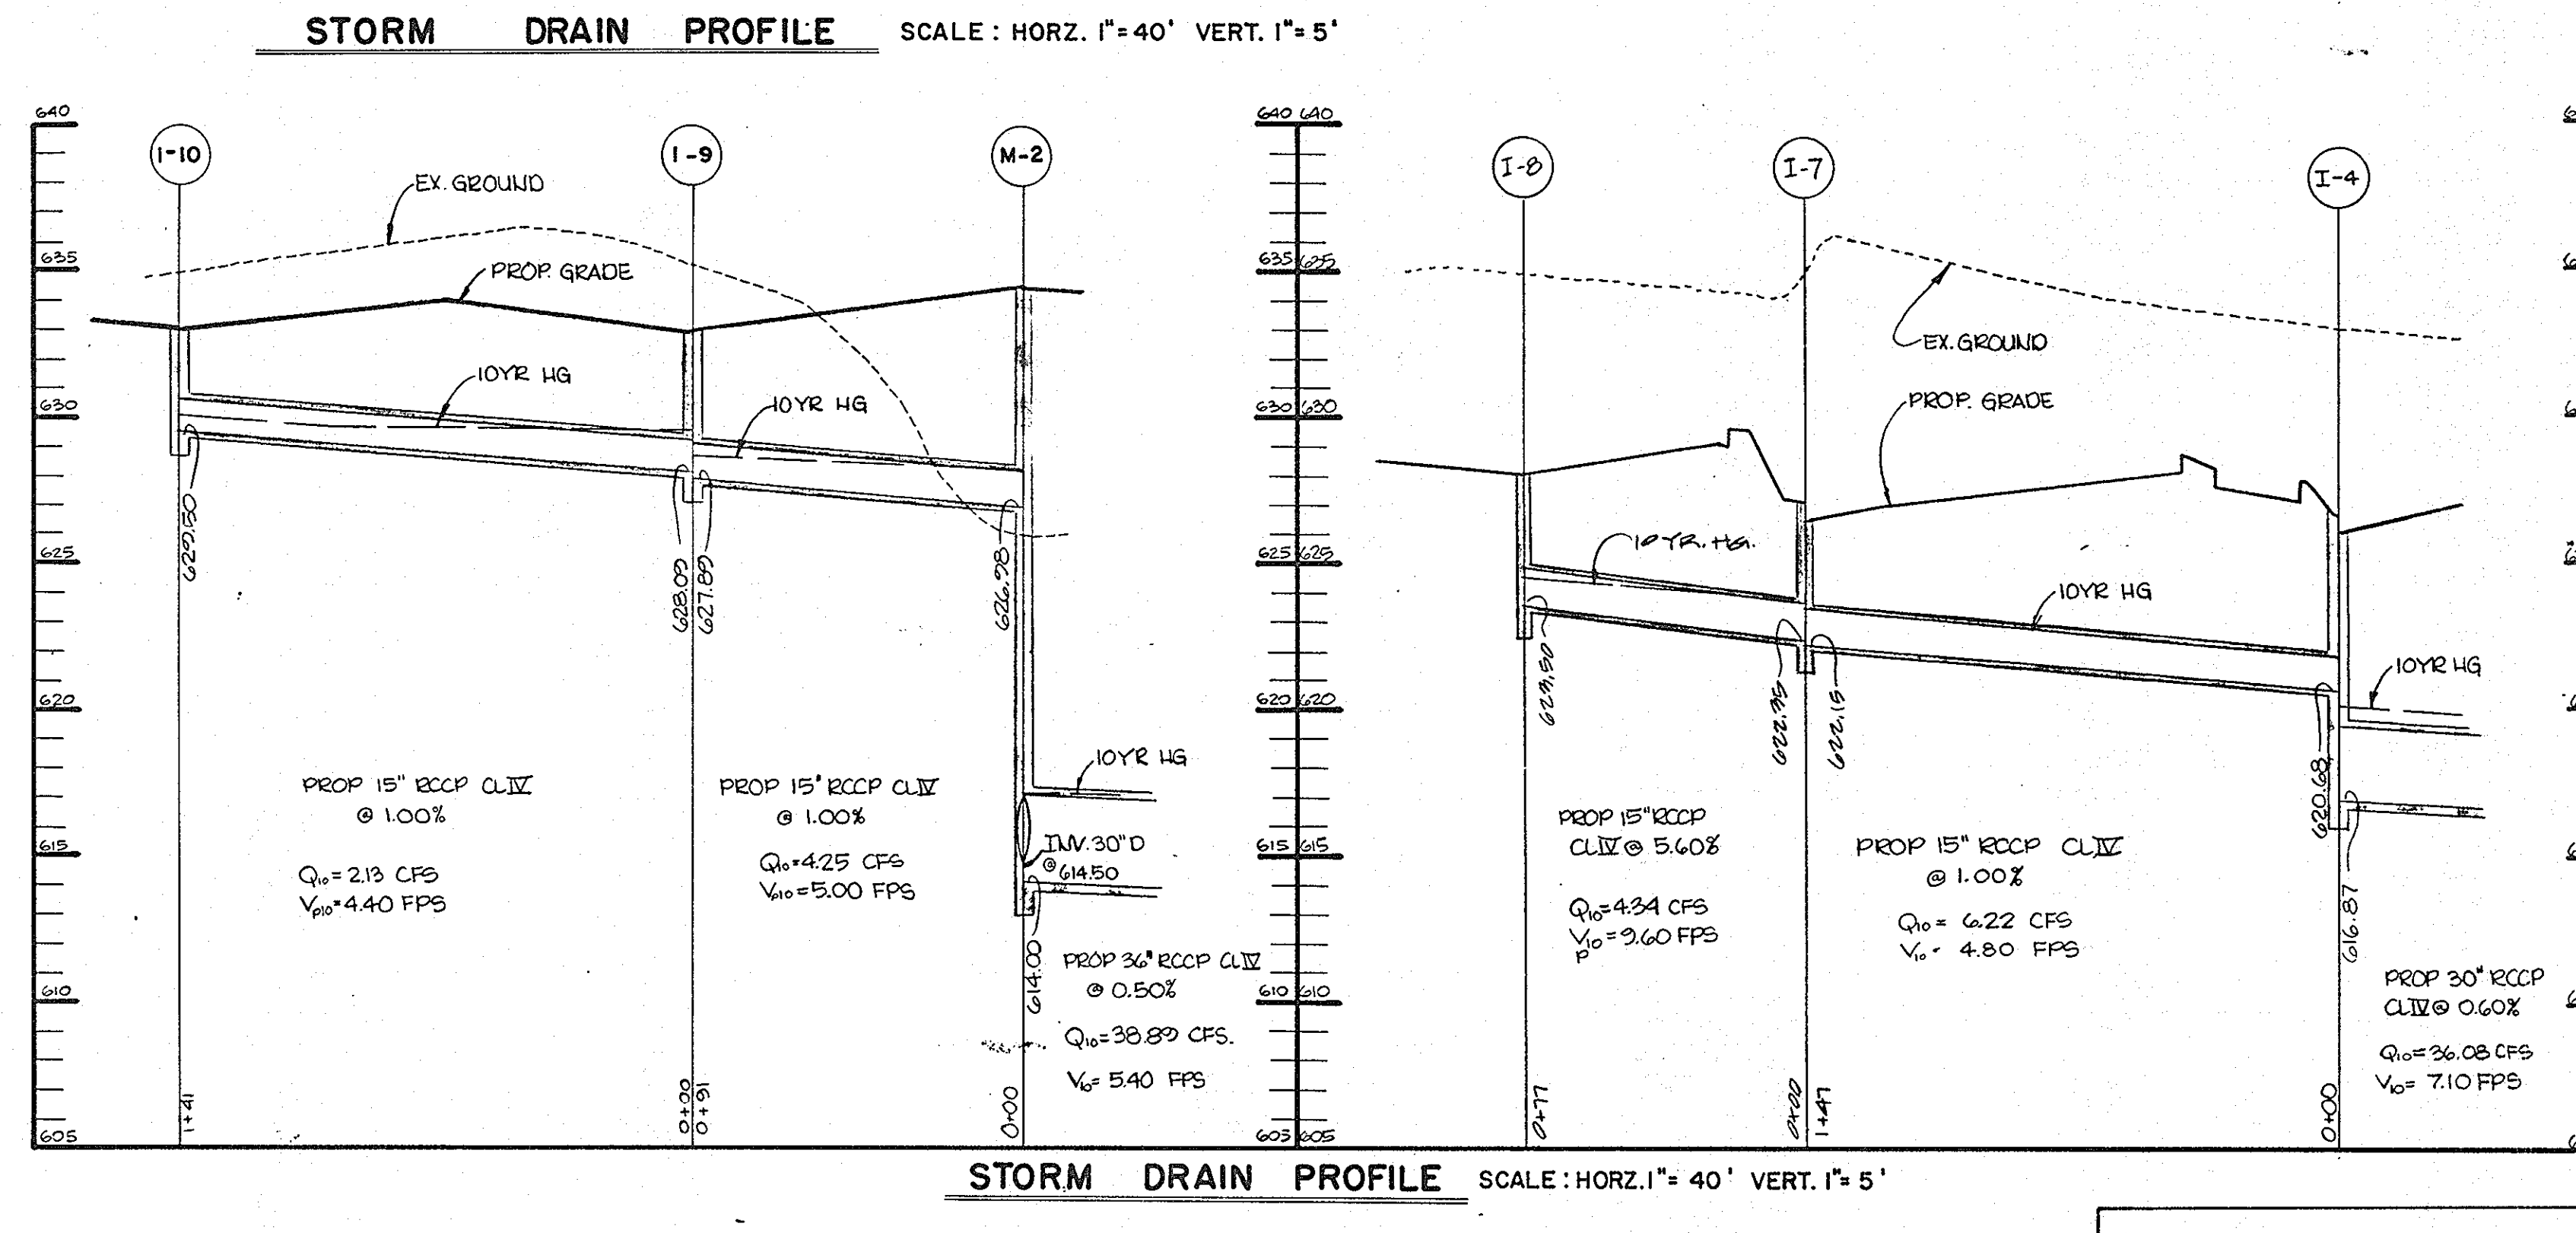 STORM DRAIN PROFILE SCALE: HORZ. 1"=40' VERT. 1"=5'
640
635
630
625
620
615
610
605
I-10
I-9
M-2
EX. GROUND
PROP. GRADE
10YR HG
10YR HG
629.50
628.09
627.89
626.98
PROP 15" RCCP CL IV
@ 1.00%
Q10=2.13 CFS
Vp10=4.40 FPS
PROP 15" RCCP CL IV
@ 1.00%
Q10=4.25 CFS
Vp10=5.00 FPS
10YR HG
INV. 30"D
@ 614.50
614.00
PROP 36" RCCP CL IV
@ 0.50%
Q10=38.89 CFS.
V10= 5.40 FPS
1+41
0+00
0+91
0+00
640 640
635 635
630 630
625 625
620 620
615 615
610 610
605 605
I-8
I-7
I-4
EX. GROUND
PROP. GRADE
10 YR. HG.
10YR HG
10YR HG
623.50
622.35
622.15
620.68
616.87
PROP 15" RCCP
CL IV @ 5.60%
Q10=4.34 CFS
V10=9.60 FPS
P
PROP 15" RCCP CL IV
@ 1.00%
Q10= 6.22 CFS
V10= 4.80 FPS
PROP 30" RCCP
CL IV @ 0.60%
Q10=36.08 CFS
V10= 7.10 FPS
0+77
0+00
1+47
0+00
STORM DRAIN PROFILE SCALE: HORZ. 1"= 40' VERT. 1"= 5'